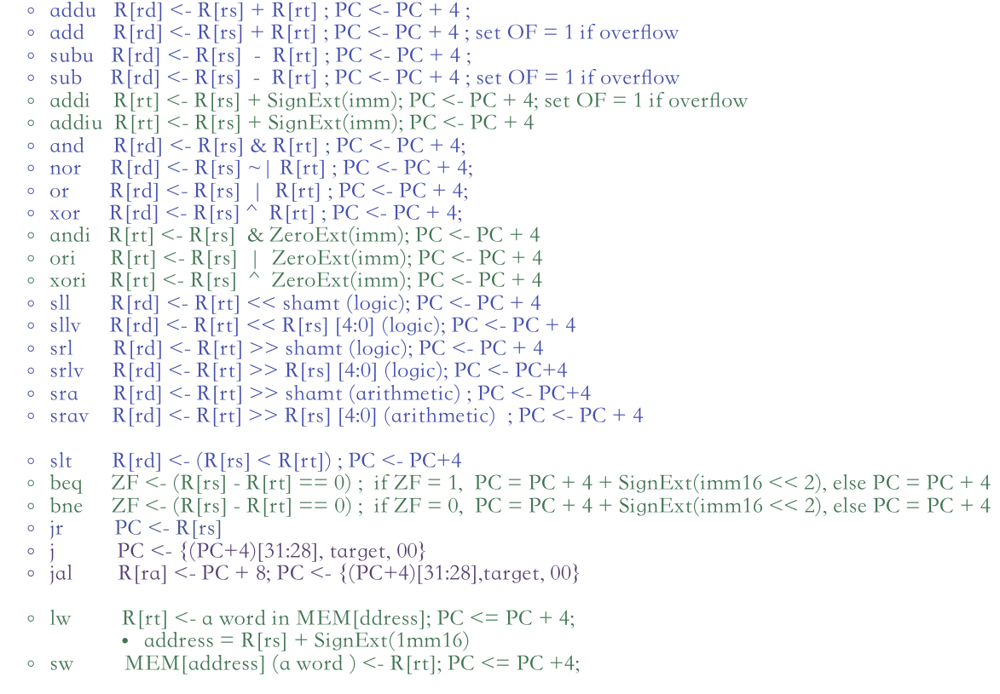 ◦ addu R[rd] <- R[rs] + R[rt] ; PC <- PC + 4 ;
◦ add R[rd] <- R[rs] + R[rt] ; PC <- PC + 4 ; set OF = 1 if overflow
◦ subu R[rd] <- R[rs] - R[rt] ; PC <- PC + 4 ;
◦ sub R[rd] <- R[rs] - R[rt] ; PC <- PC + 4 ; set OF = 1 if overflow
◦ addi R[rt] <- R[rs] + SignExt(imm); PC <- PC + 4; set OF = 1 if overflow
◦ addiu R[rt] <- R[rs] + SignExt(imm); PC <- PC + 4
◦ and R[rd] <- R[rs] & R[rt] ; PC <- PC + 4;
◦ nor R[rd] <- R[rs] ~| R[rt] ; PC <- PC + 4;
◦ or R[rd] <- R[rs] | R[rt] ; PC <- PC + 4;
◦ xor R[rd] <- R[rs] ^ R[rt] ; PC <- PC + 4;
◦ andi R[rt] <- R[rs] & ZeroExt(imm); PC <- PC + 4
◦ ori R[rt] <- R[rs] | ZeroExt(imm); PC <- PC + 4
◦ xori R[rt] <- R[rs] ^ ZeroExt(imm); PC <- PC + 4
◦ sll R[rd] <- R[rt] << shamt (logic); PC <- PC + 4
◦ sllv R[rd] <- R[rt] << R[rs] [4:0] (logic); PC <- PC + 4
◦ srl R[rd] <- R[rt] >> shamt (logic); PC <- PC + 4
◦ srlv R[rd] <- R[rt] >> R[rs] [4:0] (logic); PC <- PC+4
◦ sra R[rd] <- R[rt] >> shamt (arithmetic) ; PC <- PC+4
◦ srav R[rd] <- R[rt] >> R[rs] [4:0] (arithmetic) ; PC <- PC + 4
◦ slt R[rd] <- (R[rs] < R[rt]) ; PC <- PC+4
◦ beq ZF <- (R[rs] - R[rt] == 0) ; if ZF = 1, PC = PC + 4 + SignExt(imm16 << 2), else PC = PC + 4
◦ bne ZF <- (R[rs] - R[rt] == 0) ; if ZF = 0, PC = PC + 4 + SignExt(imm16 << 2), else PC = PC + 4
◦ jr PC <- R[rs]
◦ j PC <- {(PC+4)[31:28], target, 00}
◦ jal R[ra] <- PC + 8; PC <- {(PC+4)[31:28],target, 00}
◦ lw R[rt] <- a word in MEM[ddress]; PC <= PC + 4;
• address = R[rs] + SignExt(1mm16)
◦ sw MEM[address] (a word ) <- R[rt]; PC <= PC +4;